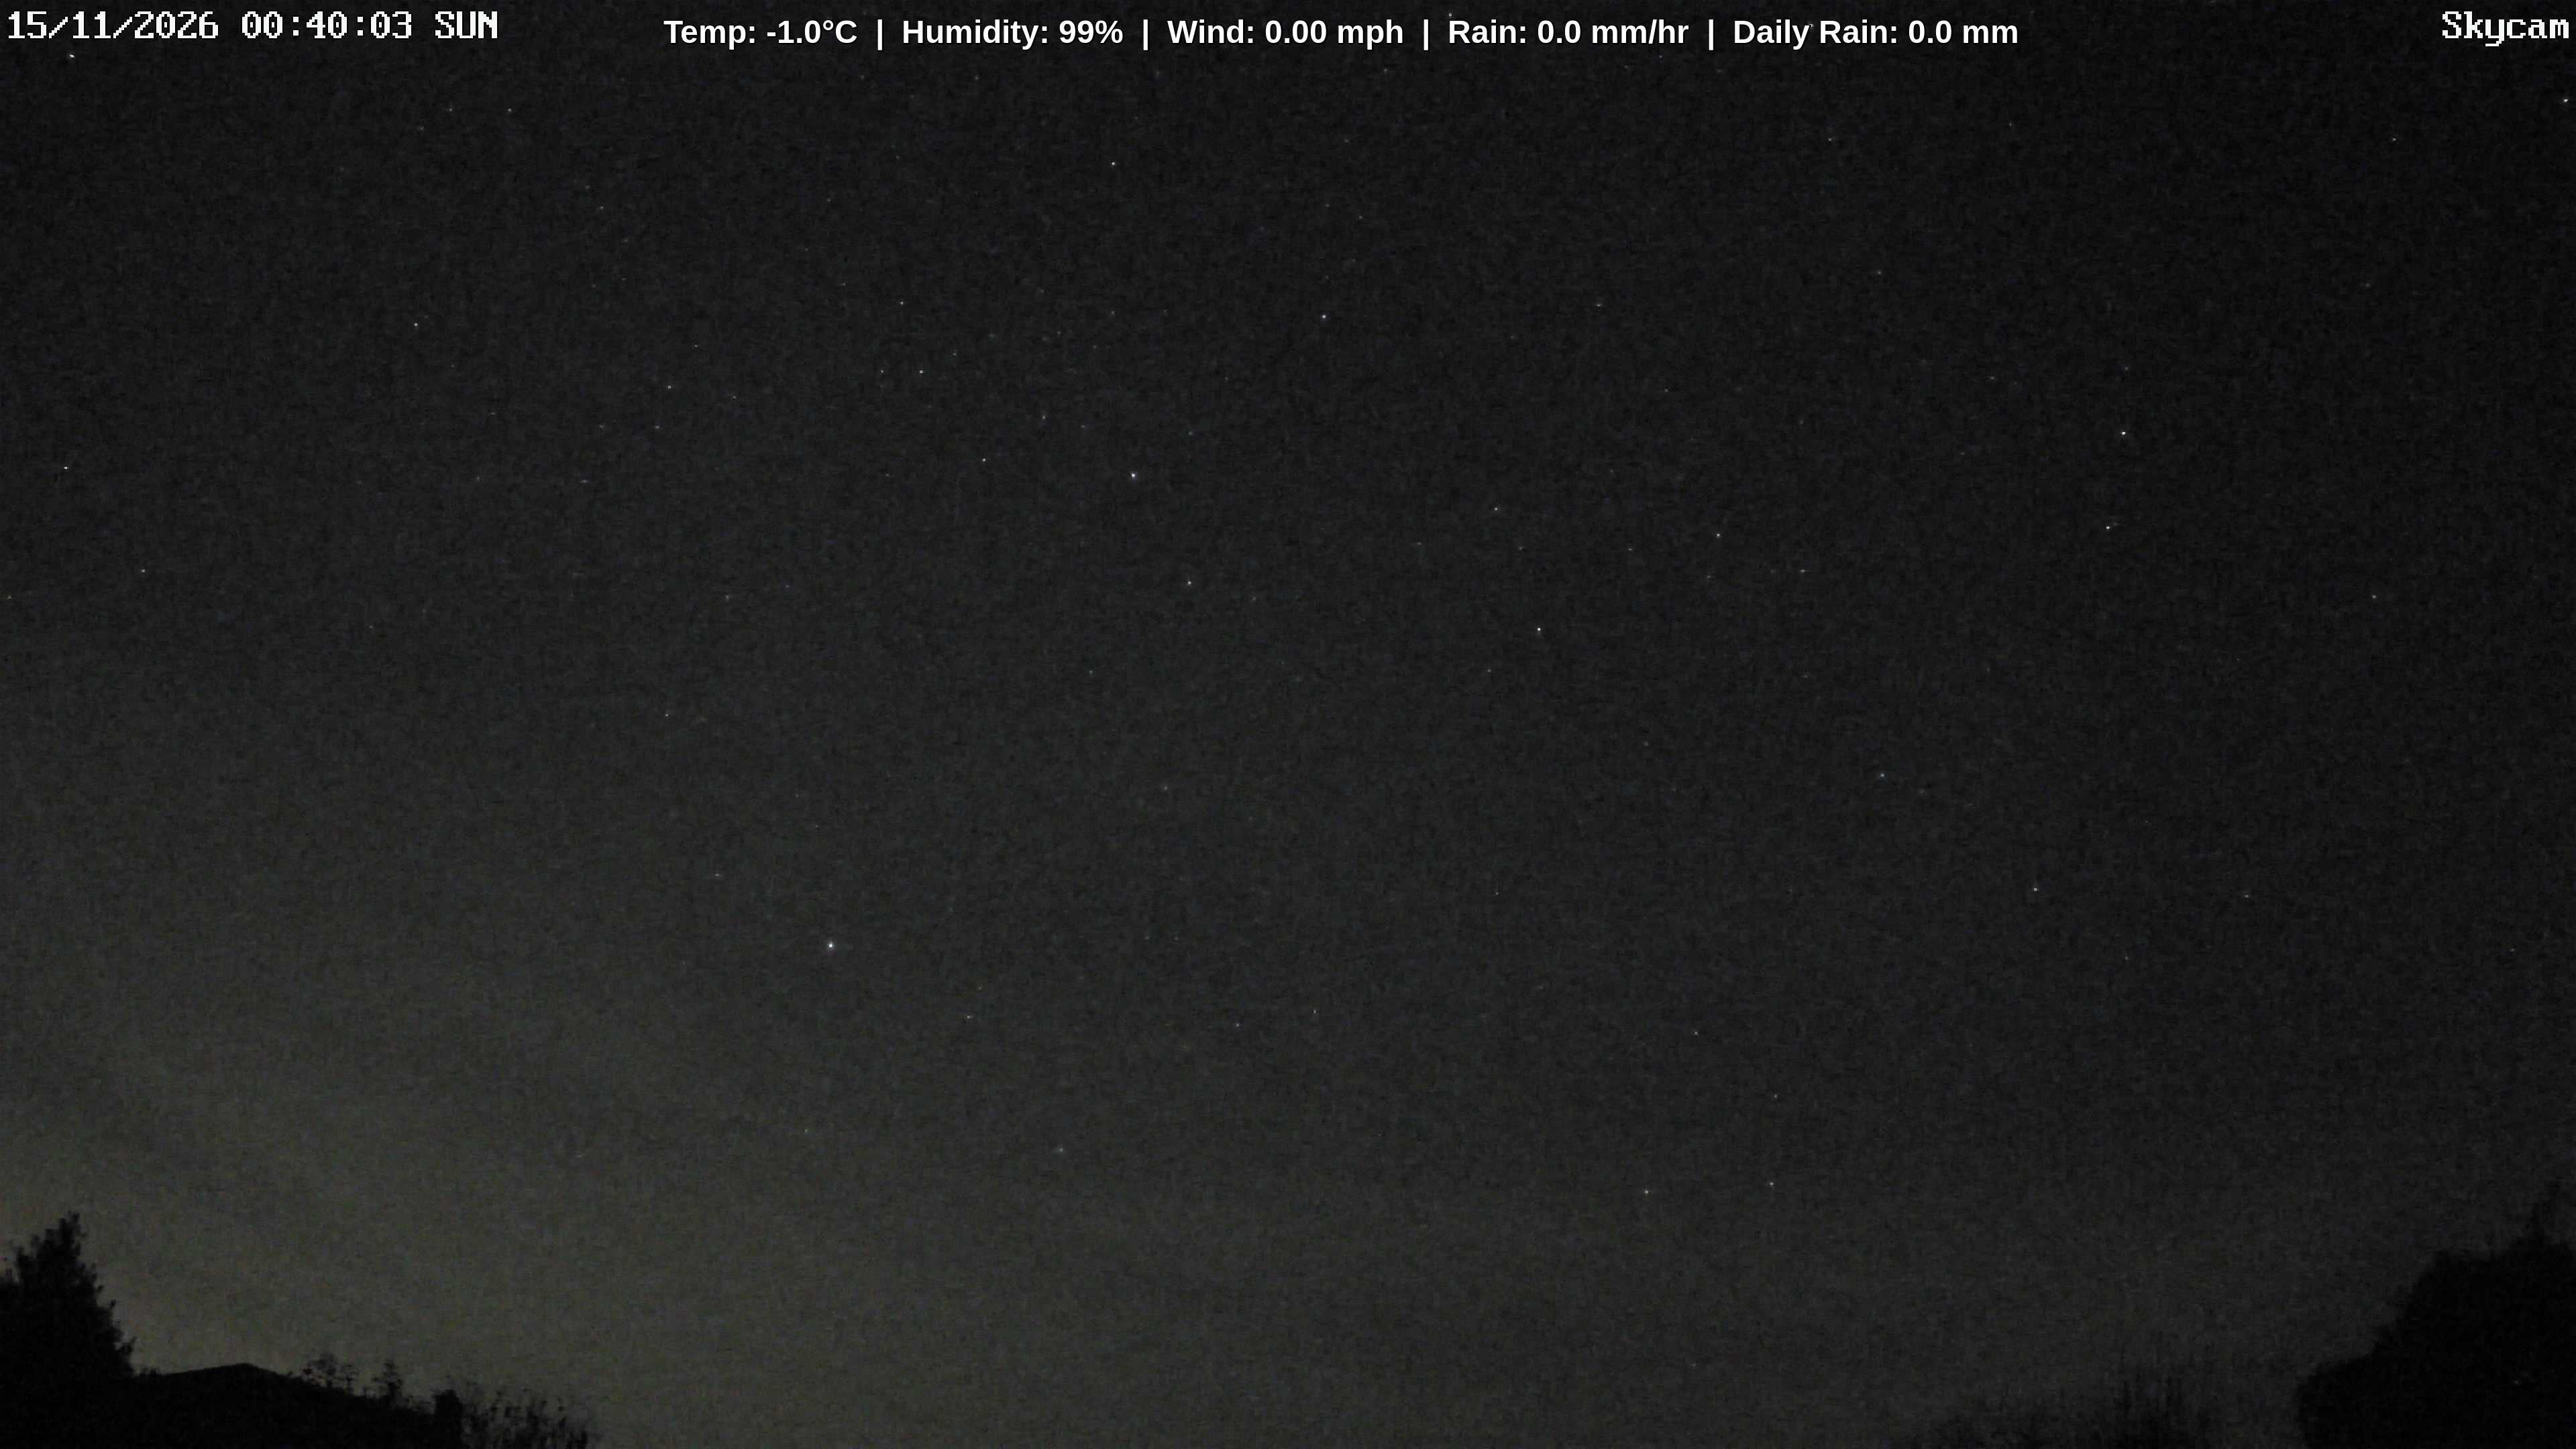 15/11/2026 00:40:03 SUN
Temp: -1.0°C | Humidity: 99% | Wind: 0.00 mph | Rain: 0.0 mm/hr | Daily Rain: 0.0 mm
Skycam